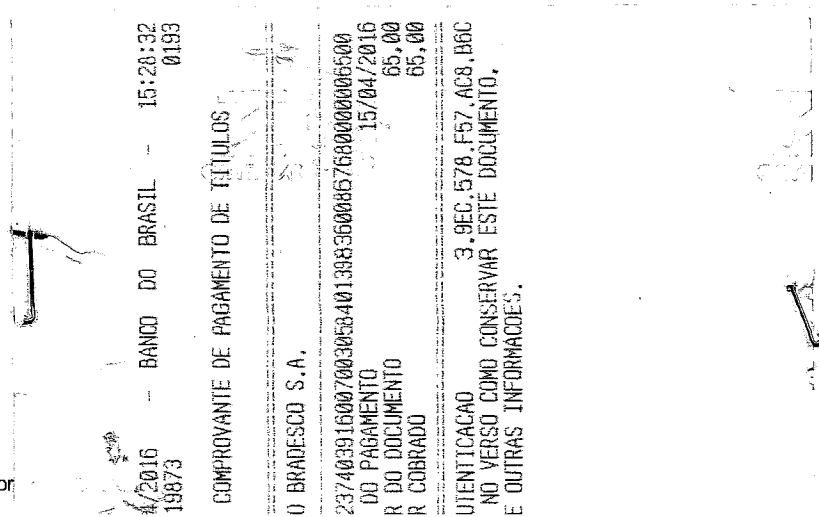 4/2016 - BANCO DO BRASIL - 15:28:32
19873 0193
COMPROVANTE DE PAGAMENTO DE TITULOS
O BRADESCO S.A.
23740391600700305840139836008676800000006500
DO PAGAMENTO 15/04/2016
R DO DOCUMENTO 65,00
R COBRADO 65,00
UTENTICACAO 3.9EC.578.F57.AC8.B6C
NO VERSO COMO CONSERVAR ESTE DOCUMENTO,
E OUTRAS INFORMACOES.
or